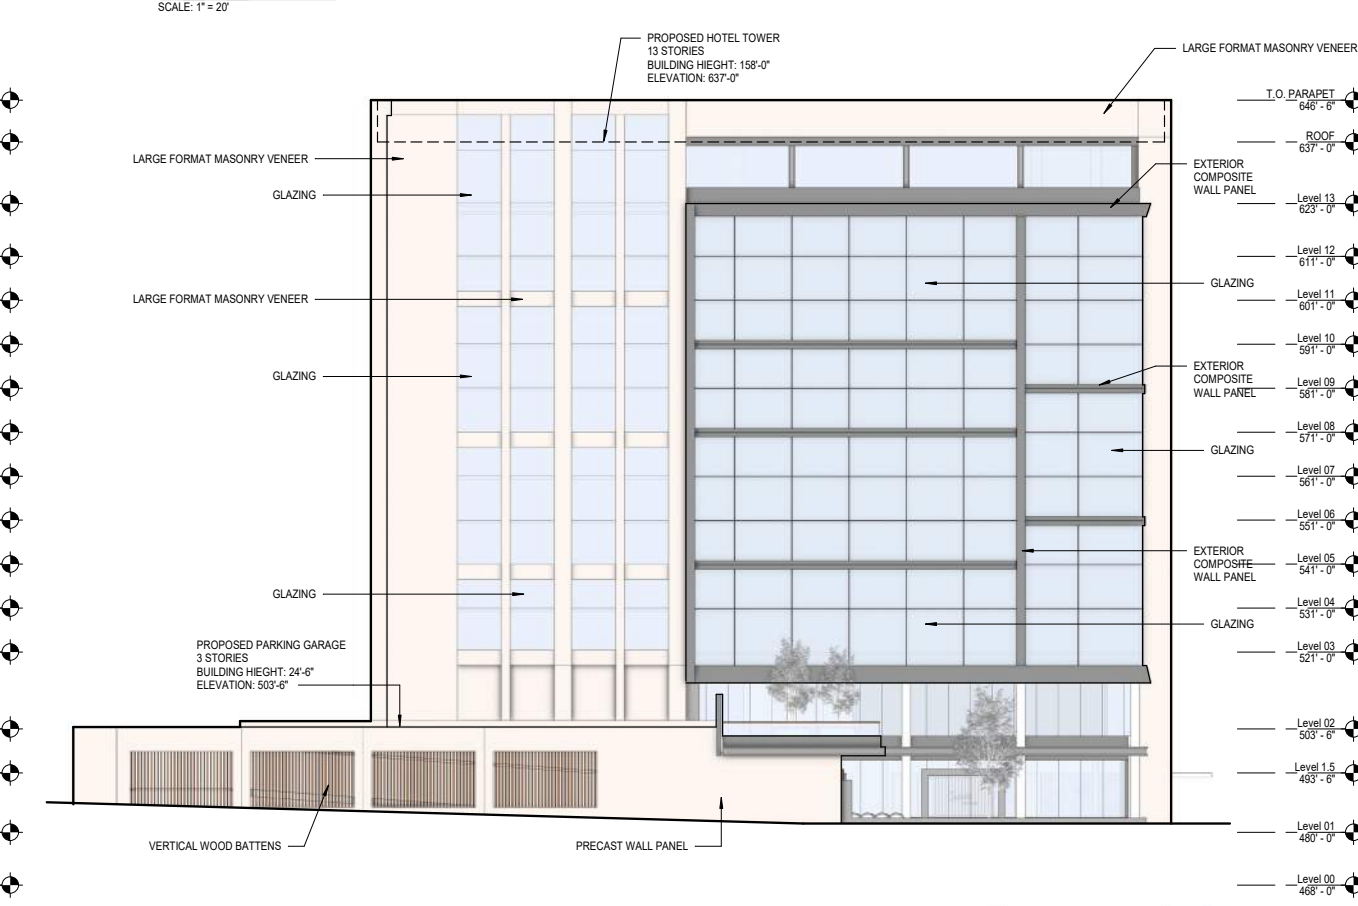 SCALE: 1" = 20'
PROPOSED HOTEL TOWER
13 STORIES
BUILDING HIEGHT: 158'-0"
ELEVATION: 637'-0"
LARGE FORMAT MASONRY VENEER
T.O. PARAPET
646' - 6"
ROOF
637' - 0"
LARGE FORMAT MASONRY VENEER
EXTERIOR
COMPOSITE
WALL PANEL
GLAZING
Level 13
623' - 0"
Level 12
611' - 0"
GLAZING
LARGE FORMAT MASONRY VENEER
Level 11
601' - 0"
Level 10
591' - 0"
EXTERIOR
COMPOSITE
WALL PANEL
GLAZING
Level 09
581' - 0"
Level 08
571' - 0"
GLAZING
Level 07
561' - 0"
Level 06
551' - 0"
EXTERIOR
COMPOSITE
WALL PANEL
Level 05
541' - 0"
GLAZING
Level 04
531' - 0"
GLAZING
PROPOSED PARKING GARAGE
3 STORIES
BUILDING HIEGHT: 24'-6"
ELEVATION: 503'-6"
Level 03
521' - 0"
Level 02
503' - 6"
Level 1.5
493' - 6"
Level 01
480' - 0"
VERTICAL WOOD BATTENS
PRECAST WALL PANEL
Level 00
468' - 0"